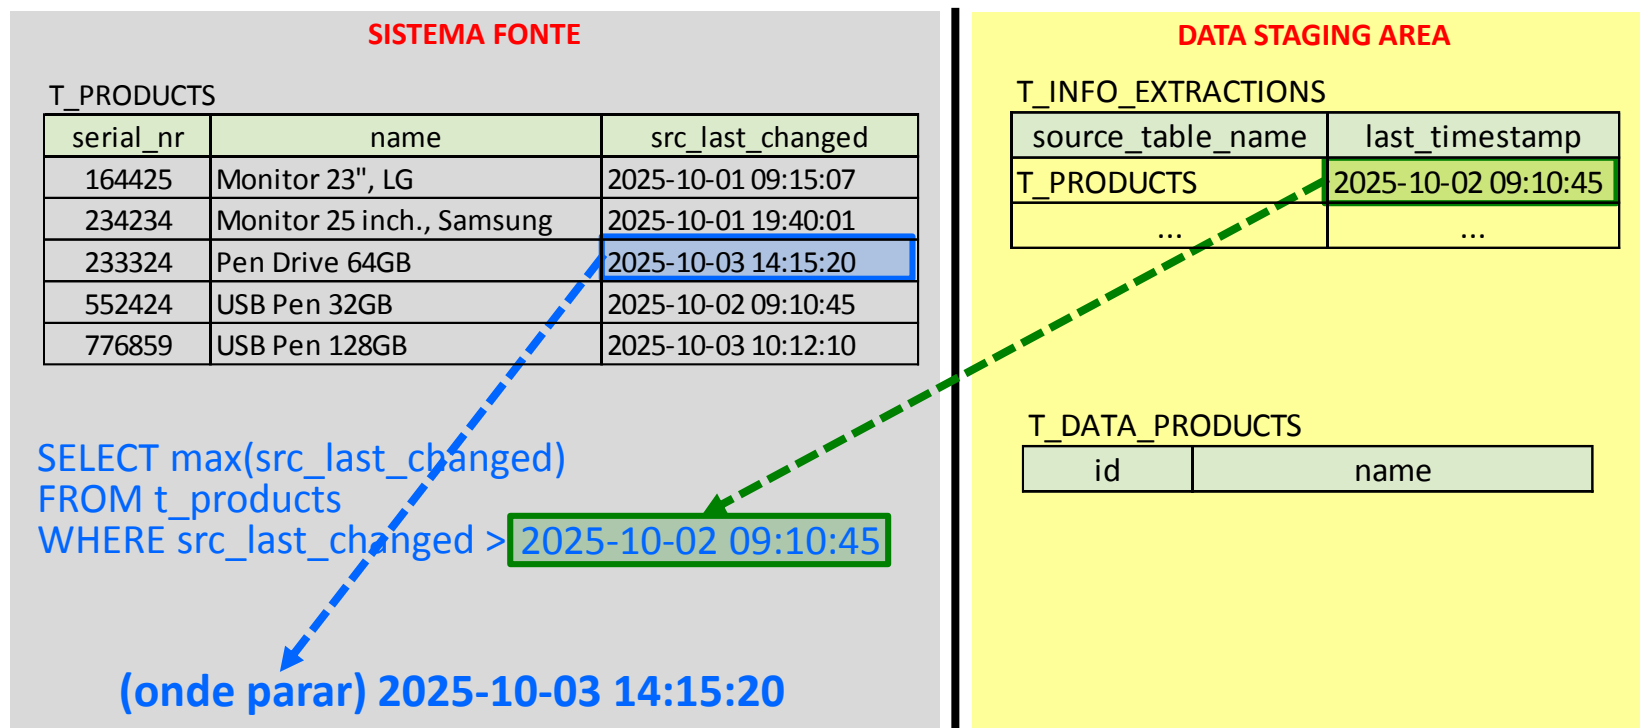 SISTEMA FONTE
T_PRODUCTS
serial_nr name src_last_changed
164425 Monitor 23", LG 2025-10-01 09:15:07
234234 Monitor 25 inch., Samsung 2025-10-01 19:40:01
233324 Pen Drive 64GB 2025-10-03 14:15:20
552424 USB Pen 32GB 2025-10-02 09:10:45
776859 USB Pen 128GB 2025-10-03 10:12:10
SELECT max(src_last_changed)
FROM t_products
WHERE src_last_changed > 2025-10-02 09:10:45
(onde parar) 2025-10-03 14:15:20
DATA STAGING AREA
T_INFO_EXTRACTIONS
source_table_name last_timestamp
T_PRODUCTS 2025-10-02 09:10:45
... ...
T_DATA_PRODUCTS
id name